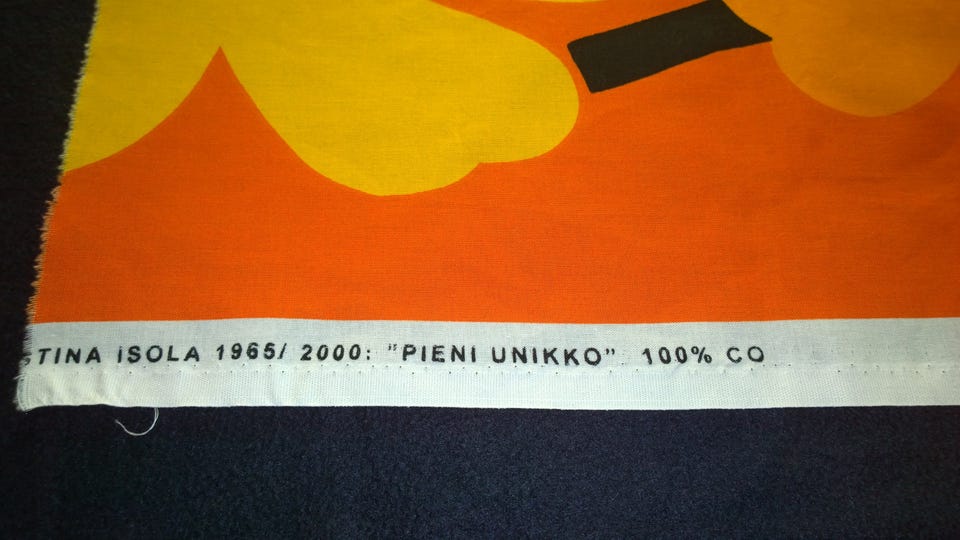 STINA ISOLA 1965/ 2000: "PIENI UNIKKO" 100% CO